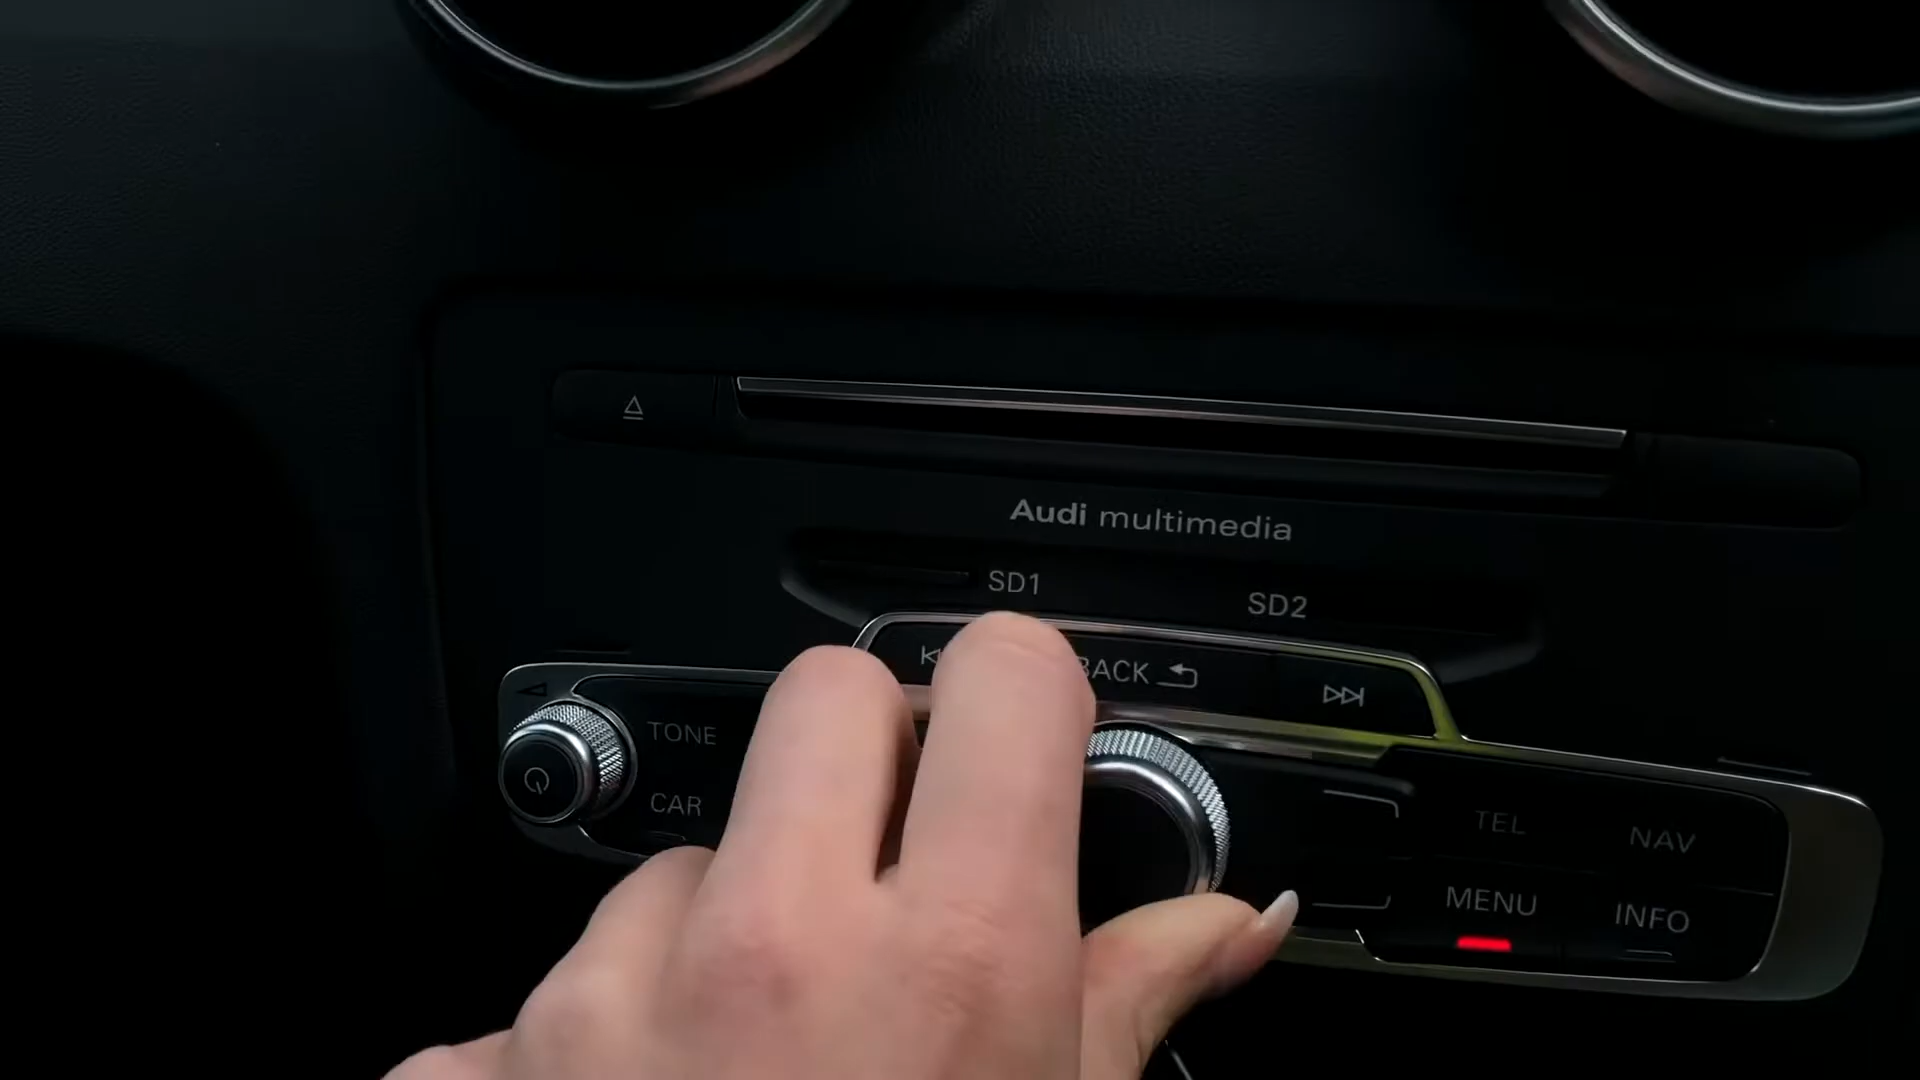 Audi multimedia
SD1
SD2
BACK
TONE
CAR
TEL
NAV
MENU
INFO